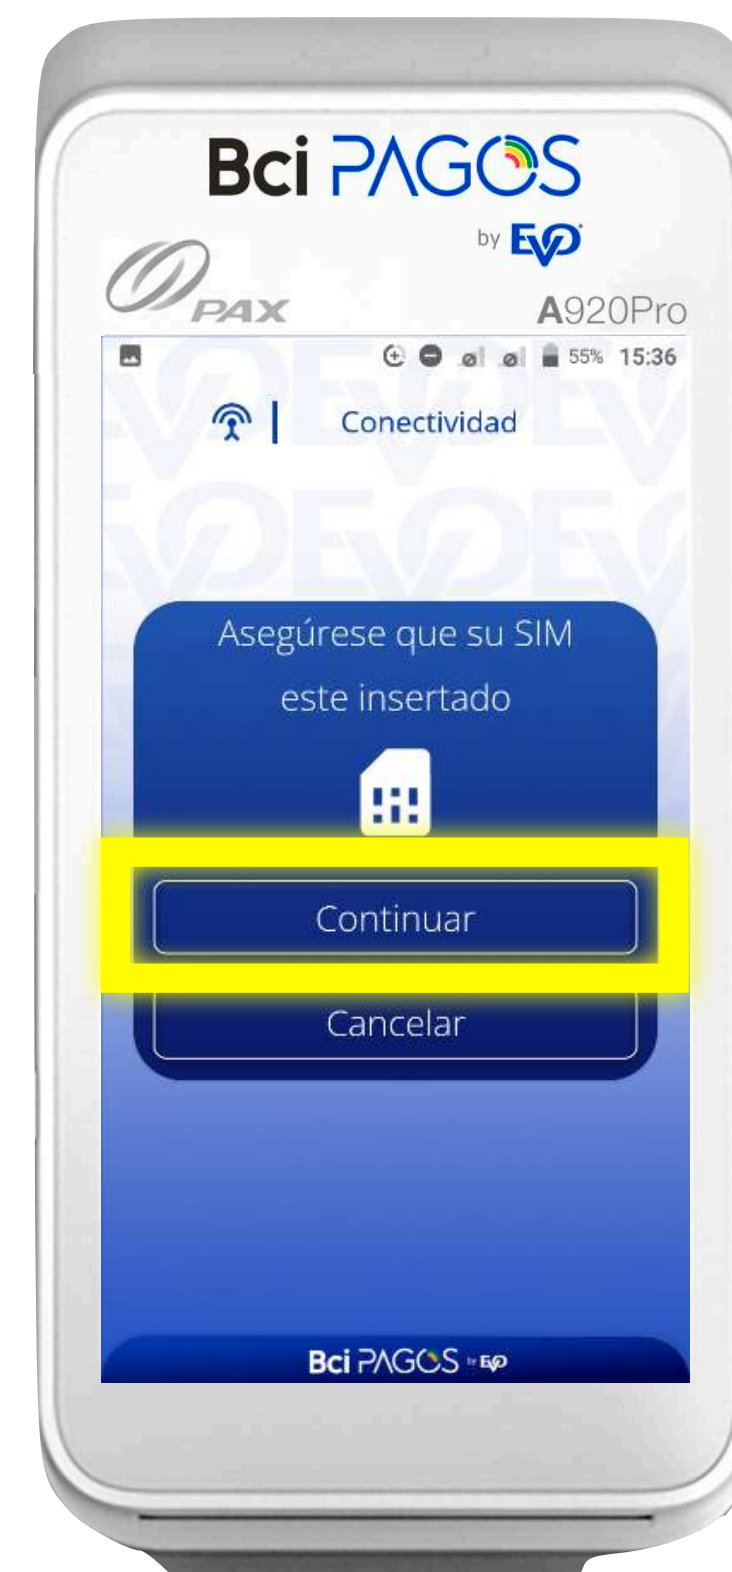 Bci PAGOS
by EVO
PAX
A920Pro
55% 15:36
Conectividad
Asegúrese que su SIM
este insertado
Continuar
Cancelar
Bci PAGOS by EVO